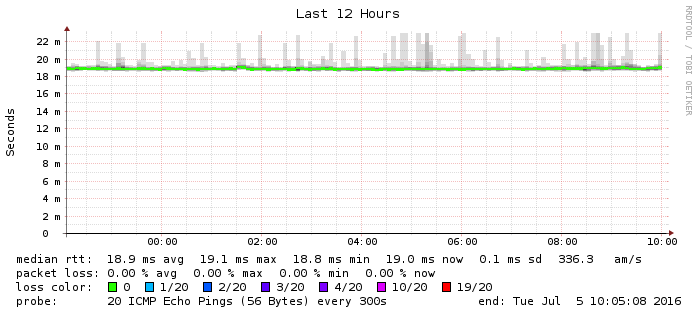 Last 12 Hours
RRDTOOL / TOBI OETIKER
Seconds
22 m
20 m
18 m
16 m
14 m
12 m
10 m
8 m
6 m
4 m
2 m
0
00:00 02:00 04:00 06:00 08:00 10:00
median rtt: 18.9 ms avg 19.1 ms max 18.8 ms min 19.0 ms now 0.1 ms sd 336.3 am/s
packet loss: 0.00 % avg 0.00 % max 0.00 % min 0.00 % now
loss color: 0 1/20 2/20 3/20 4/20 10/20 19/20
probe: 20 ICMP Echo Pings (56 Bytes) every 300s end: Tue Jul 5 10:05:08 2016